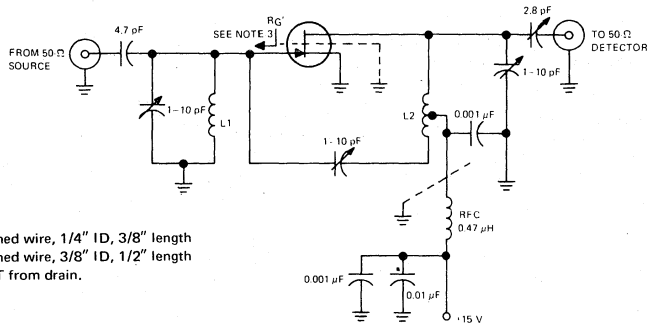 RG'
SEE NOTE 3
4.7 pF
2.8 pF
FROM 50-Ω
SOURCE
TO 50 Ω
DETECTOR
1-10 pF
L1
L2
0.001 µF
1-10 pF
1-10 pF
RFC
0.47 µH
ned wire, 1/4" ID, 3/8" length
ned wire, 3/8" ID, 1/2" length
T from drain.
0.001 µF
0.01 µF
+15 V